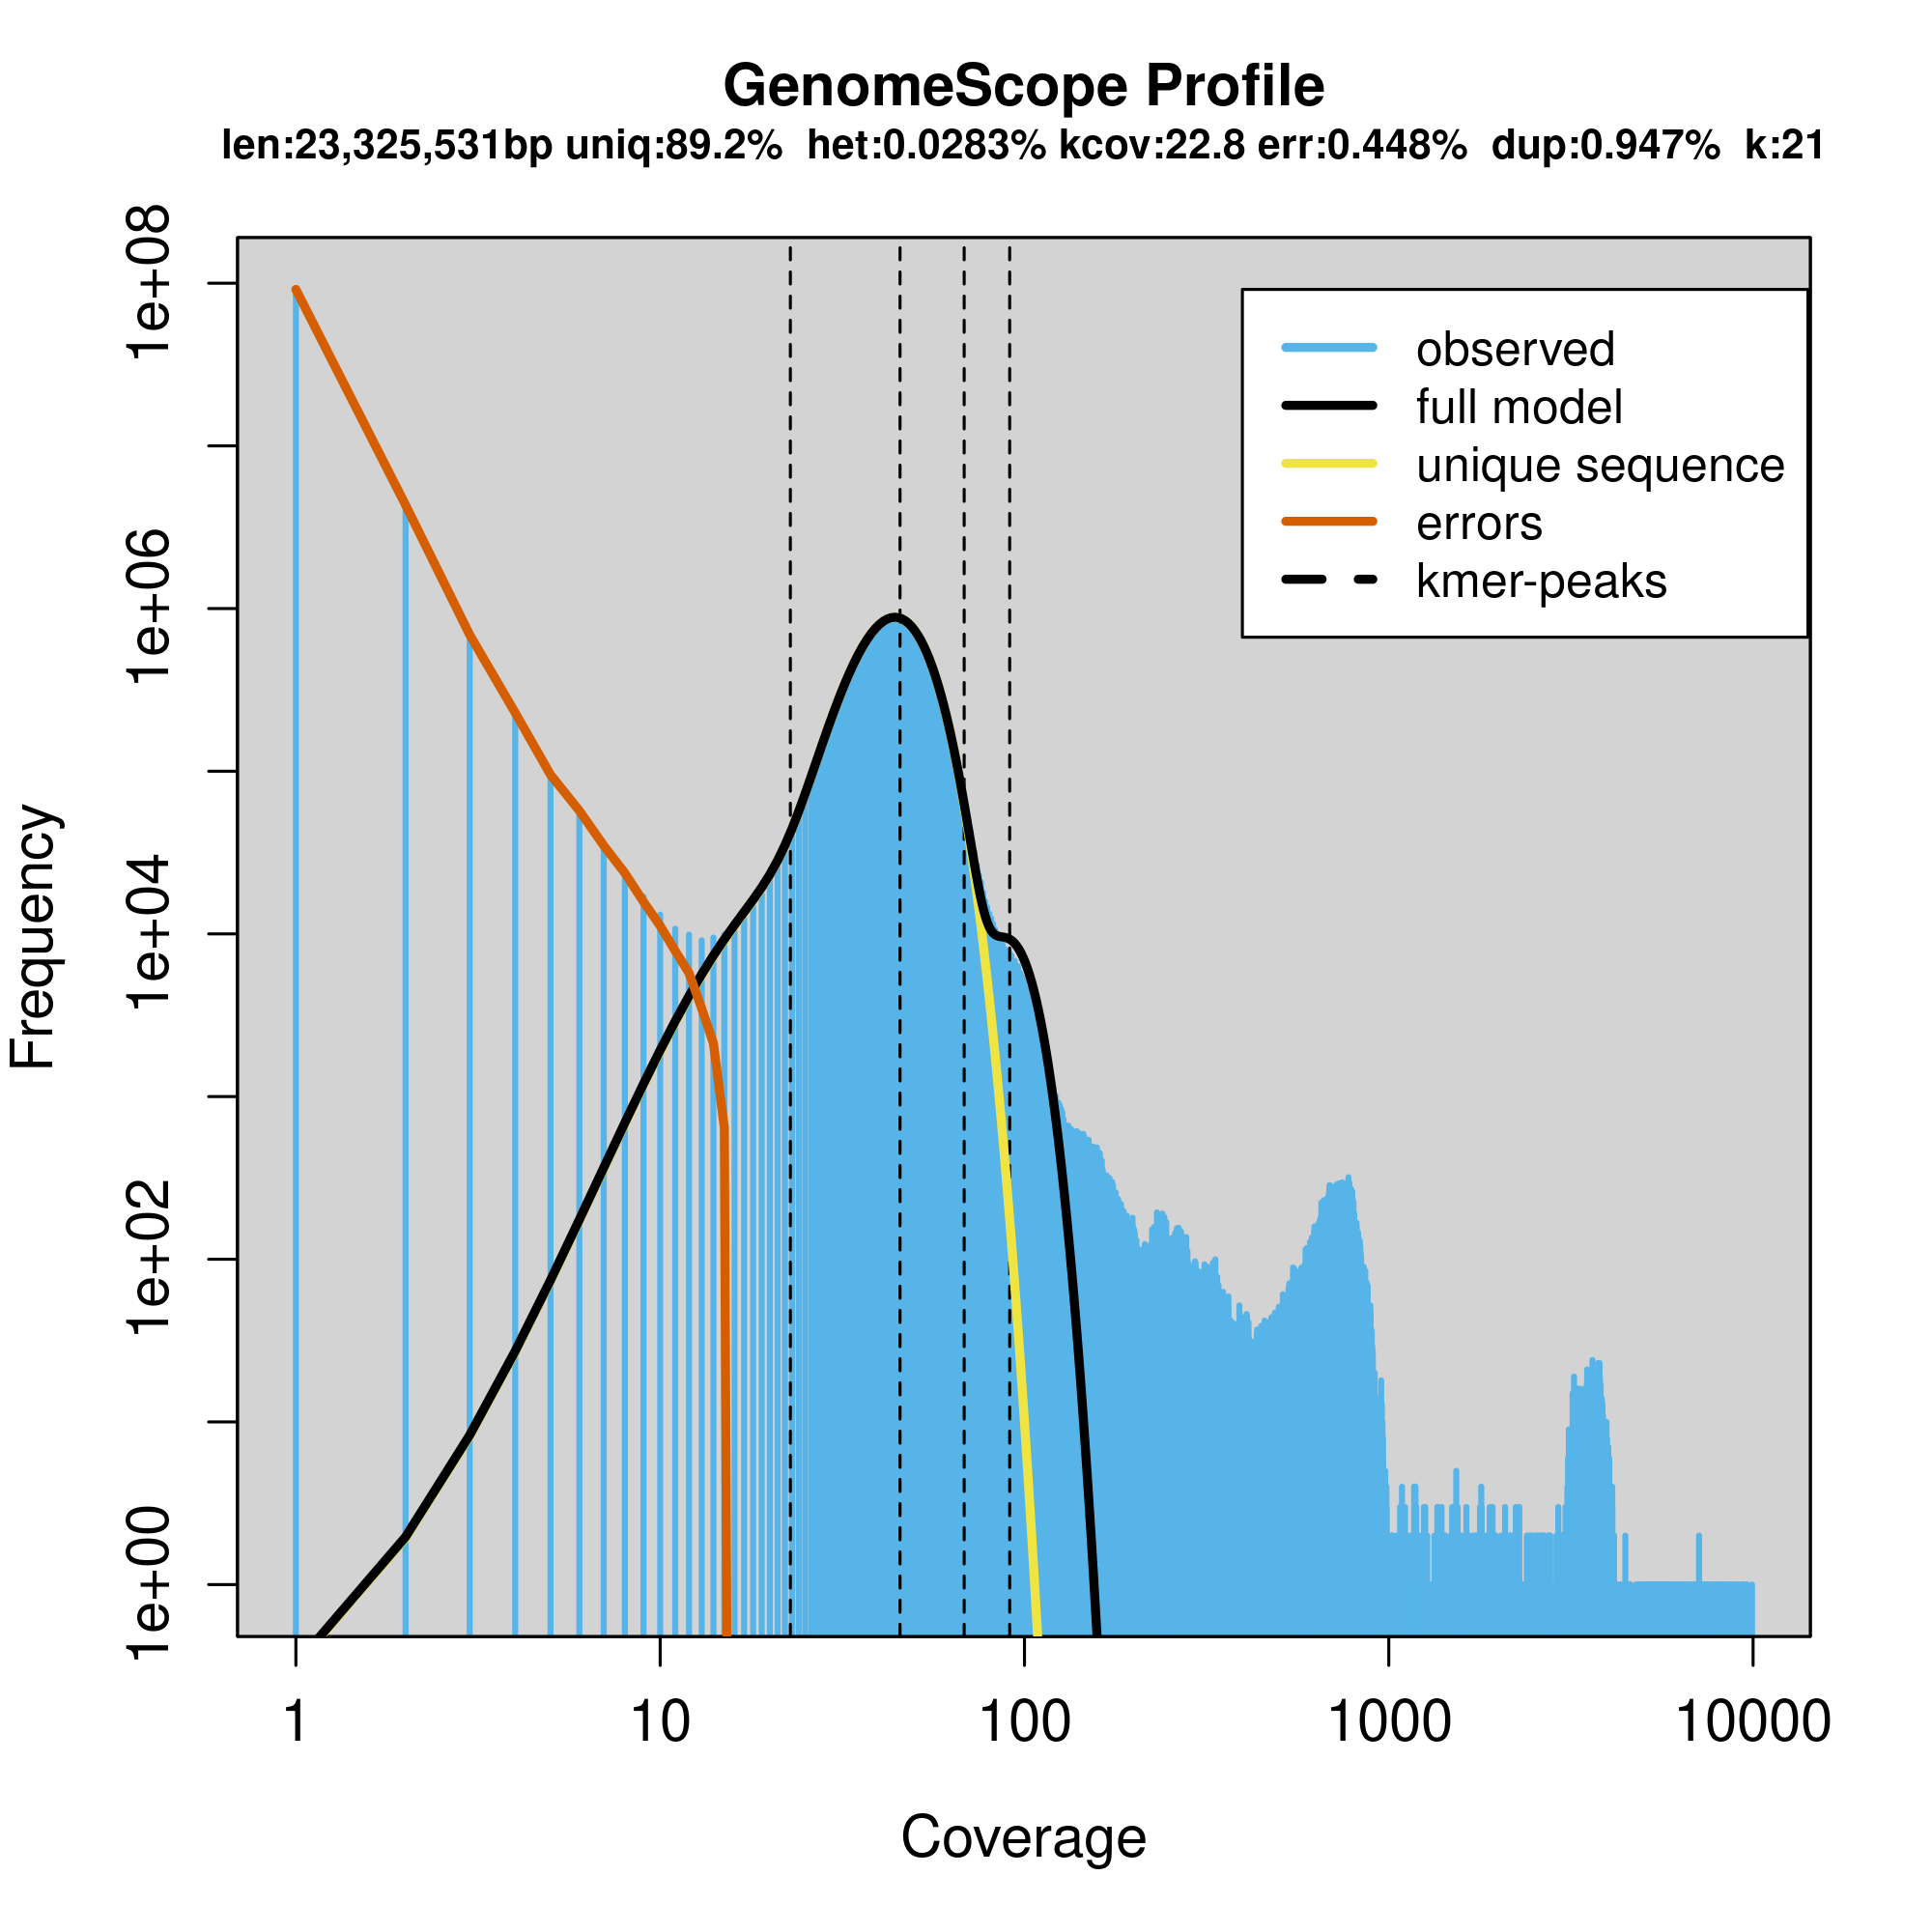 GenomeScope Profile
len:23,325,531bp uniq:89.2% het:0.0283% kcov:22.8 err:0.448% dup:0.947% k:21
1e+08
1e+06
1e+04
1e+02
1e+00
Frequency
observed
full model
unique sequence
errors
kmer-peaks
1 10 100 1000 10000
Coverage